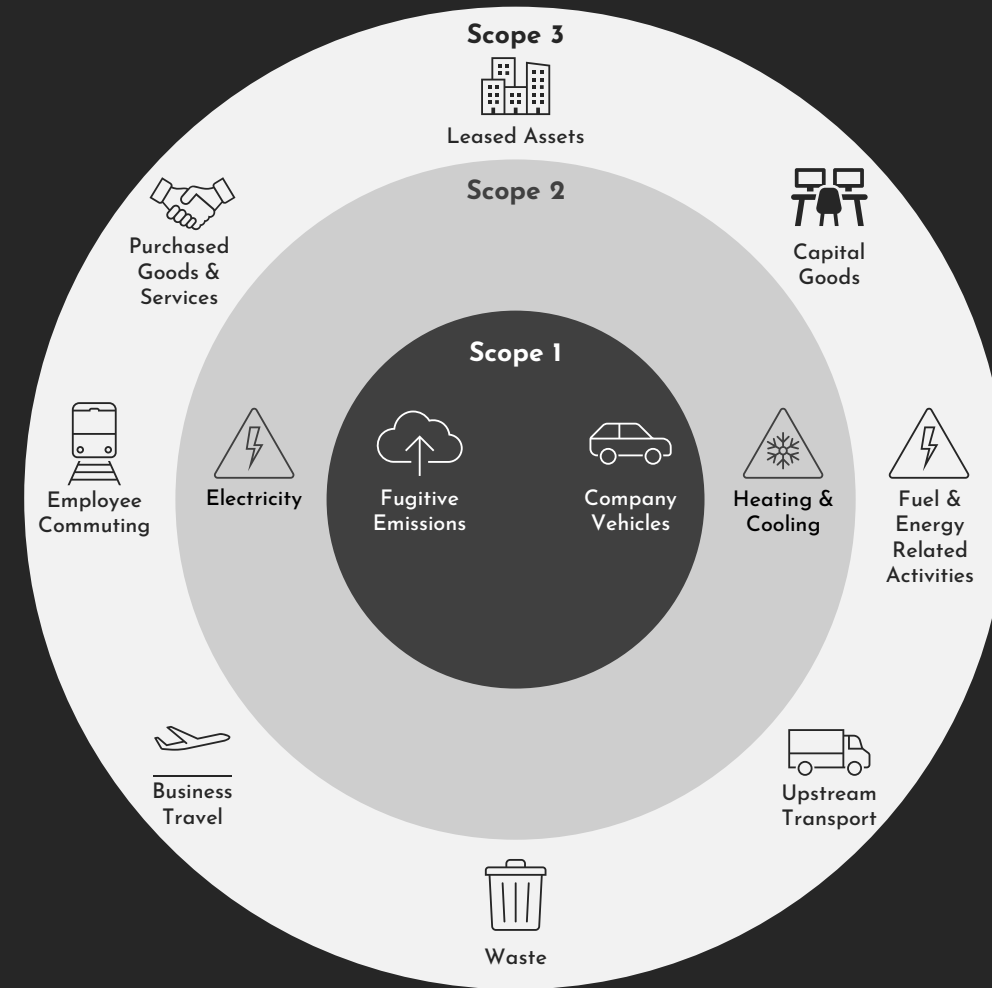 Scope 3
Leased Assets
Scope 2
Purchased
Goods &
Services
Capital
Goods
Scope 1
Employee
Commuting
Electricity
Fugitive
Emissions
Company
Vehicles
Heating &
Cooling
Fuel &
Energy
Related
Activities
Business
Travel
Upstream
Transport
Waste